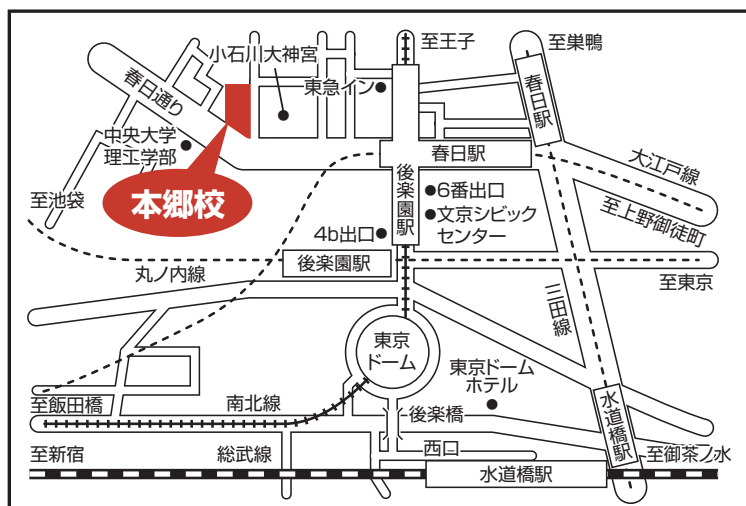 至王子
至巣鴨
小石川大神宮
東急イン
春日通り
春日駅
中央大学
理工学部
春日駅
大江戸線
至池袋
本郷校
後楽園駅
6番出口
文京シビック
センター
至上野御徒町
4b出口
後楽園駅
丸ノ内線
至東京
三田線
東京
ドーム
東京ドーム
ホテル
至飯田橋
南北線
後楽橋
水道橋駅
至新宿
総武線
西口
水道橋駅
至御茶ノ水